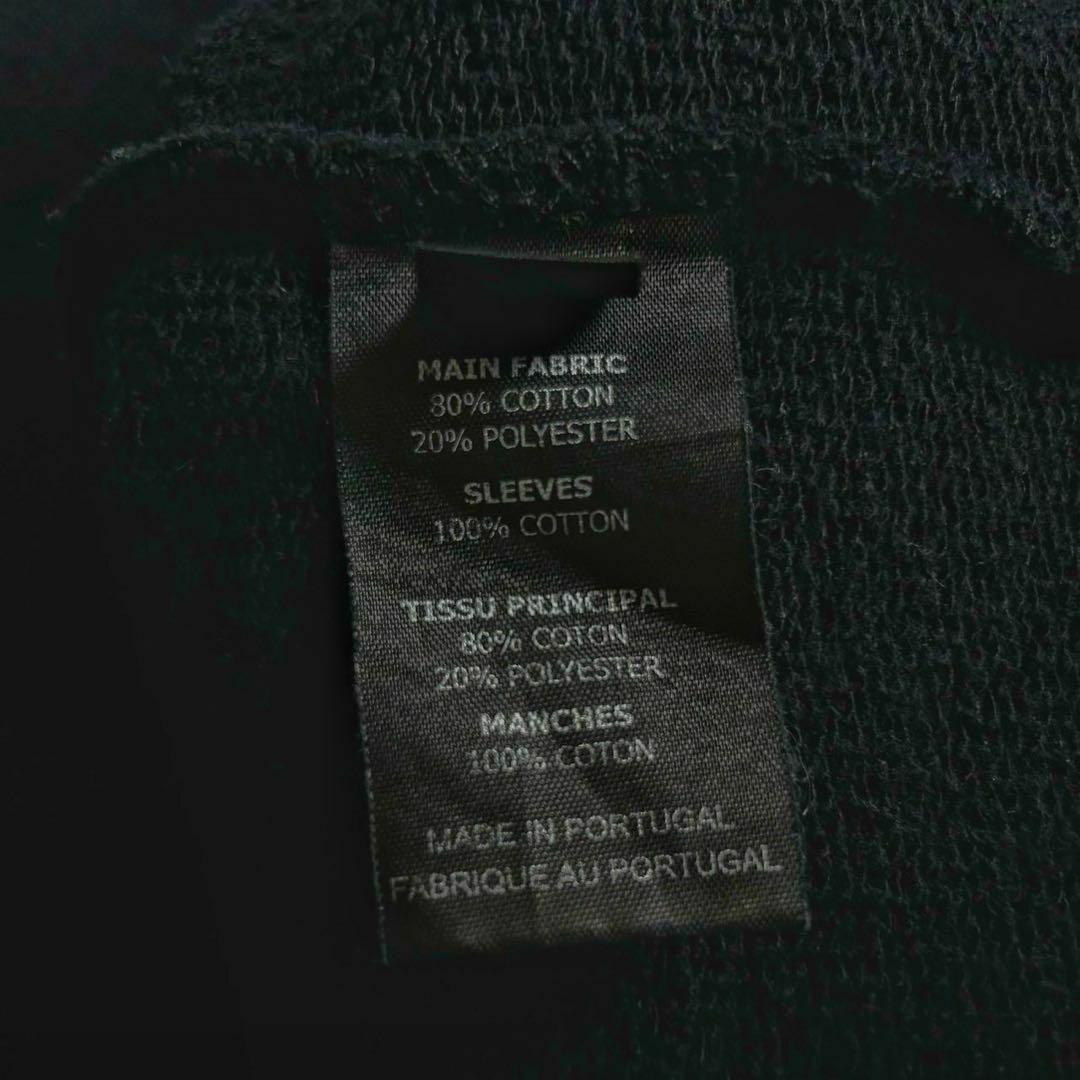 MAIN FABRIC
80% COTTON
20% POLYESTER
SLEEVES
100% COTTON
TISSU PRINCIPAL
80% COTON
20% POLYESTER
MANCHES
100% COTON
MADE IN PORTUGAL
FABRIQUE AU PORTUGAL